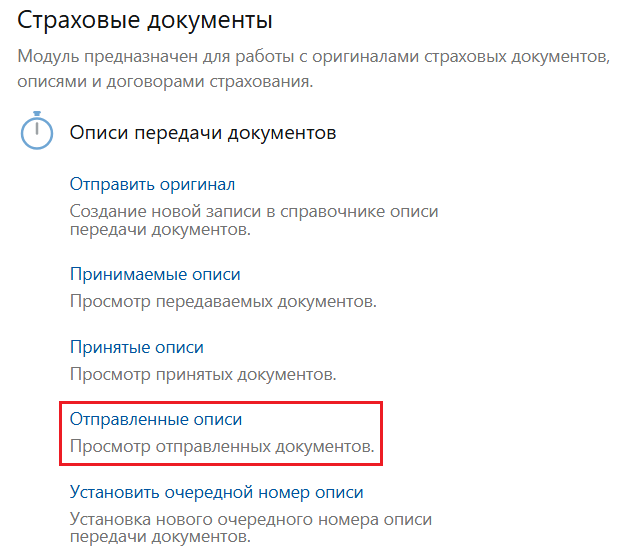 Страховые документы
Модуль предназначен для работы с оригиналами страховых документов,
описями и договорами страхования.
Описи передачи документов
Отправить оригинал
Создание новой записи в справочнике описи
передачи документов.
Принимаемые описи
Просмотр передаваемых документов.
Принятые описи
Просмотр принятых документов.
Отправленные описи
Просмотр отправленных документов.
Установить очередной номер описи
Установка нового очередного номера описи
передачи документов.